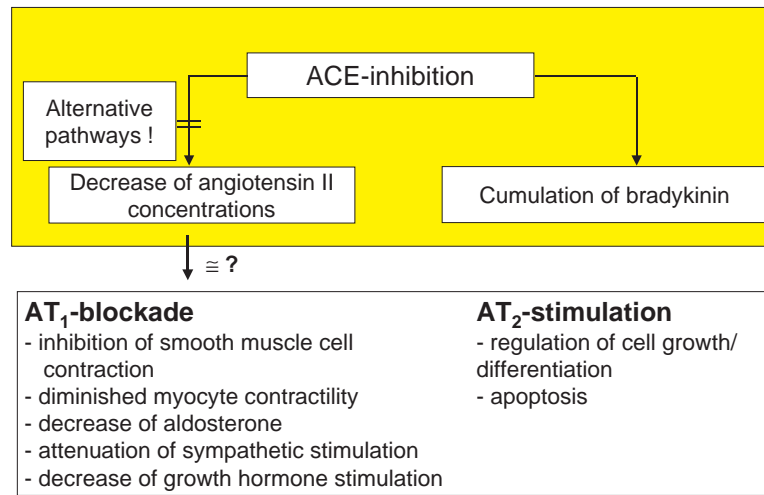 ACE-inhibition
Alternative
pathways !
Decrease of angiotensin II
concentrations
Cumulation of bradykinin
≅ ?
AT₁-blockade
- inhibition of smooth muscle cell
contraction
- diminished myocyte contractility
- decrease of aldosterone
- attenuation of sympathetic stimulation
- decrease of growth hormone stimulation
AT₂-stimulation
- regulation of cell growth/
differentiation
- apoptosis